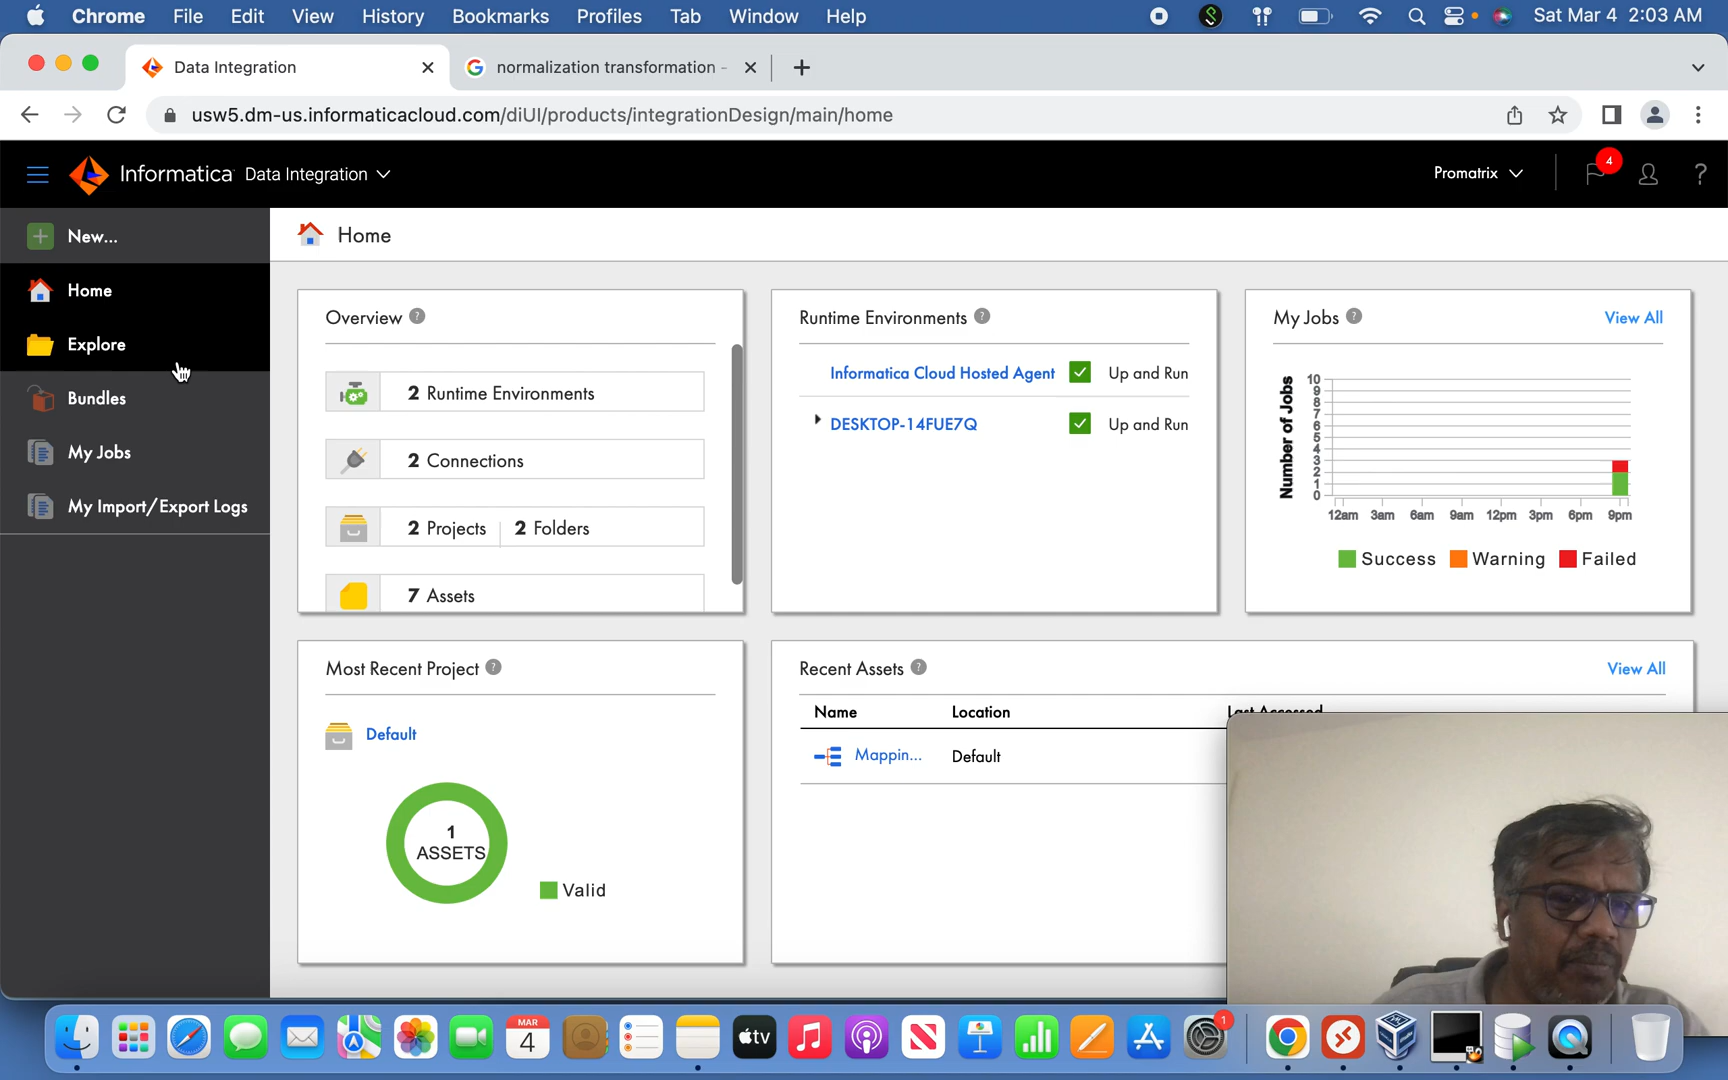 Chrome File Edit View History Bookmarks Profiles Tab Window Help Sat Mar 4 2:03 AM
Data Integration normalization transformation -
usw5.dm-us.informaticacloud.com/diUI/products/integrationDesign/main/home
Informatica Data Integration Promatrix 4 ?
New...
Home
Explore
Bundles
My Jobs
My Import/Export Logs
Home
Overview ?
2 Runtime Environments
2 Connections
2 Projects 2 Folders
7 Assets
Runtime Environments ?
Informatica Cloud Hosted Agent Up and Run
DESKTOP-14FUE7Q Up and Run
My Jobs ? View All
Number of Jobs
10
9
8
7
6
5
4
3
2
1
0
12am 3am 6am 9am 12pm 3pm 6pm 9pm
Success Warning Failed
Most Recent Project ?
Default
1
ASSETS
Valid
Recent Assets ? View All
Name Location Last Accessed
Mappin... Default
MAR
4
tv
1